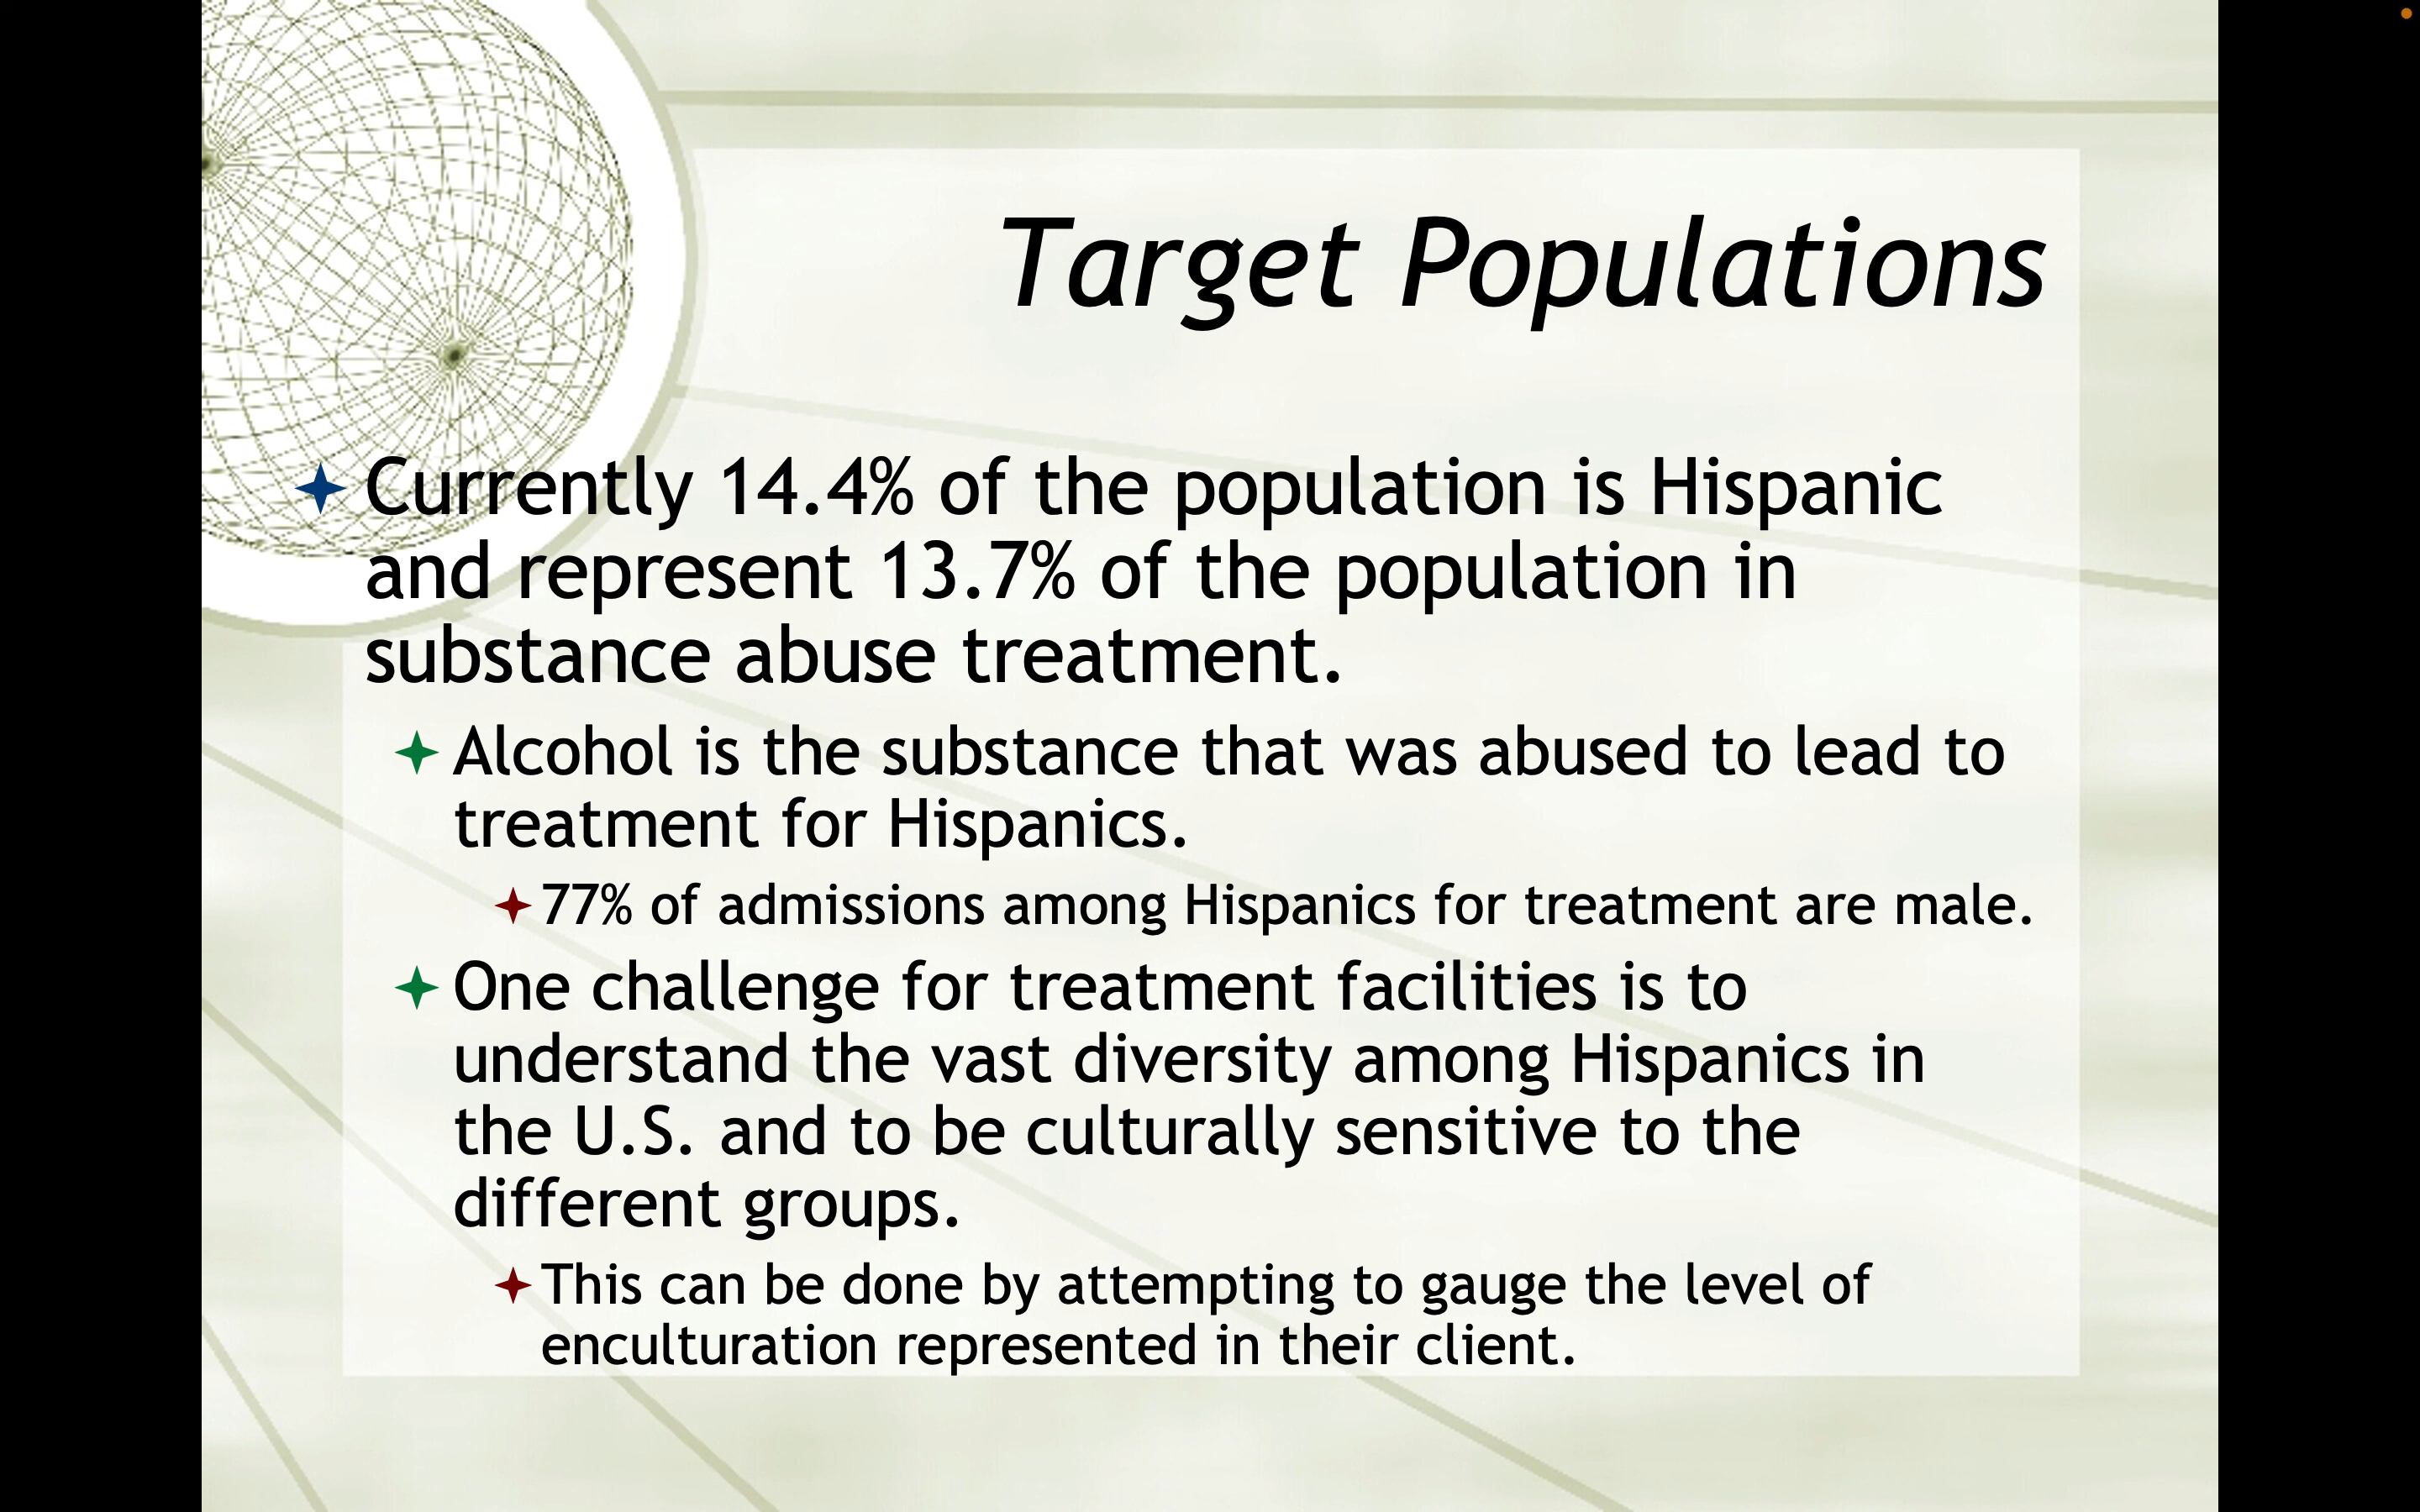 Target Populations
Currently 14.4% of the population is Hispanic
and represent 13.7% of the population in
substance abuse treatment.
Alcohol is the substance that was abused to lead to
treatment for Hispanics.
77% of admissions among Hispanics for treatment are male.
One challenge for treatment facilities is to
understand the vast diversity among Hispanics in
the U.S. and to be culturally sensitive to the
different groups.
This can be done by attempting to gauge the level of
enculturation represented in their client.